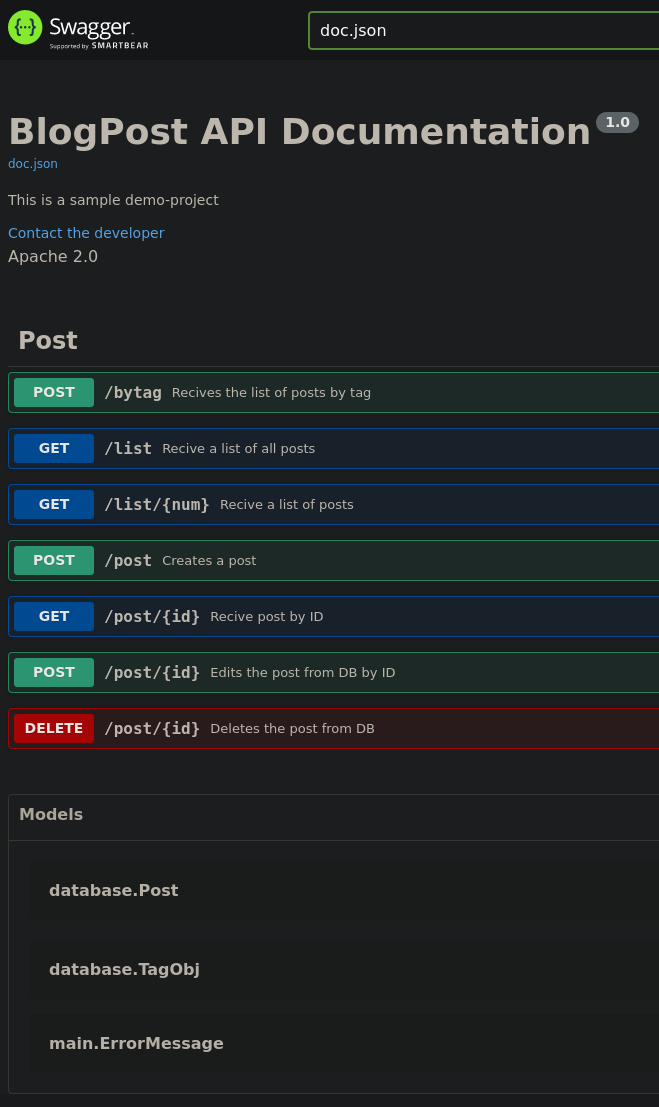 Swagger
Supported by SMARTBEAR
doc.json
BlogPost API Documentation 1.0
doc.json
This is a sample demo-project
Contact the developer
Apache 2.0
Post
POST /bytag Recives the list of posts by tag
GET /list Recive a list of all posts
GET /list/{num} Recive a list of posts
POST /post Creates a post
GET /post/{id} Recive post by ID
POST /post/{id} Edits the post from DB by ID
DELETE /post/{id} Deletes the post from DB
Models
database.Post
database.TagObj
main.ErrorMessage